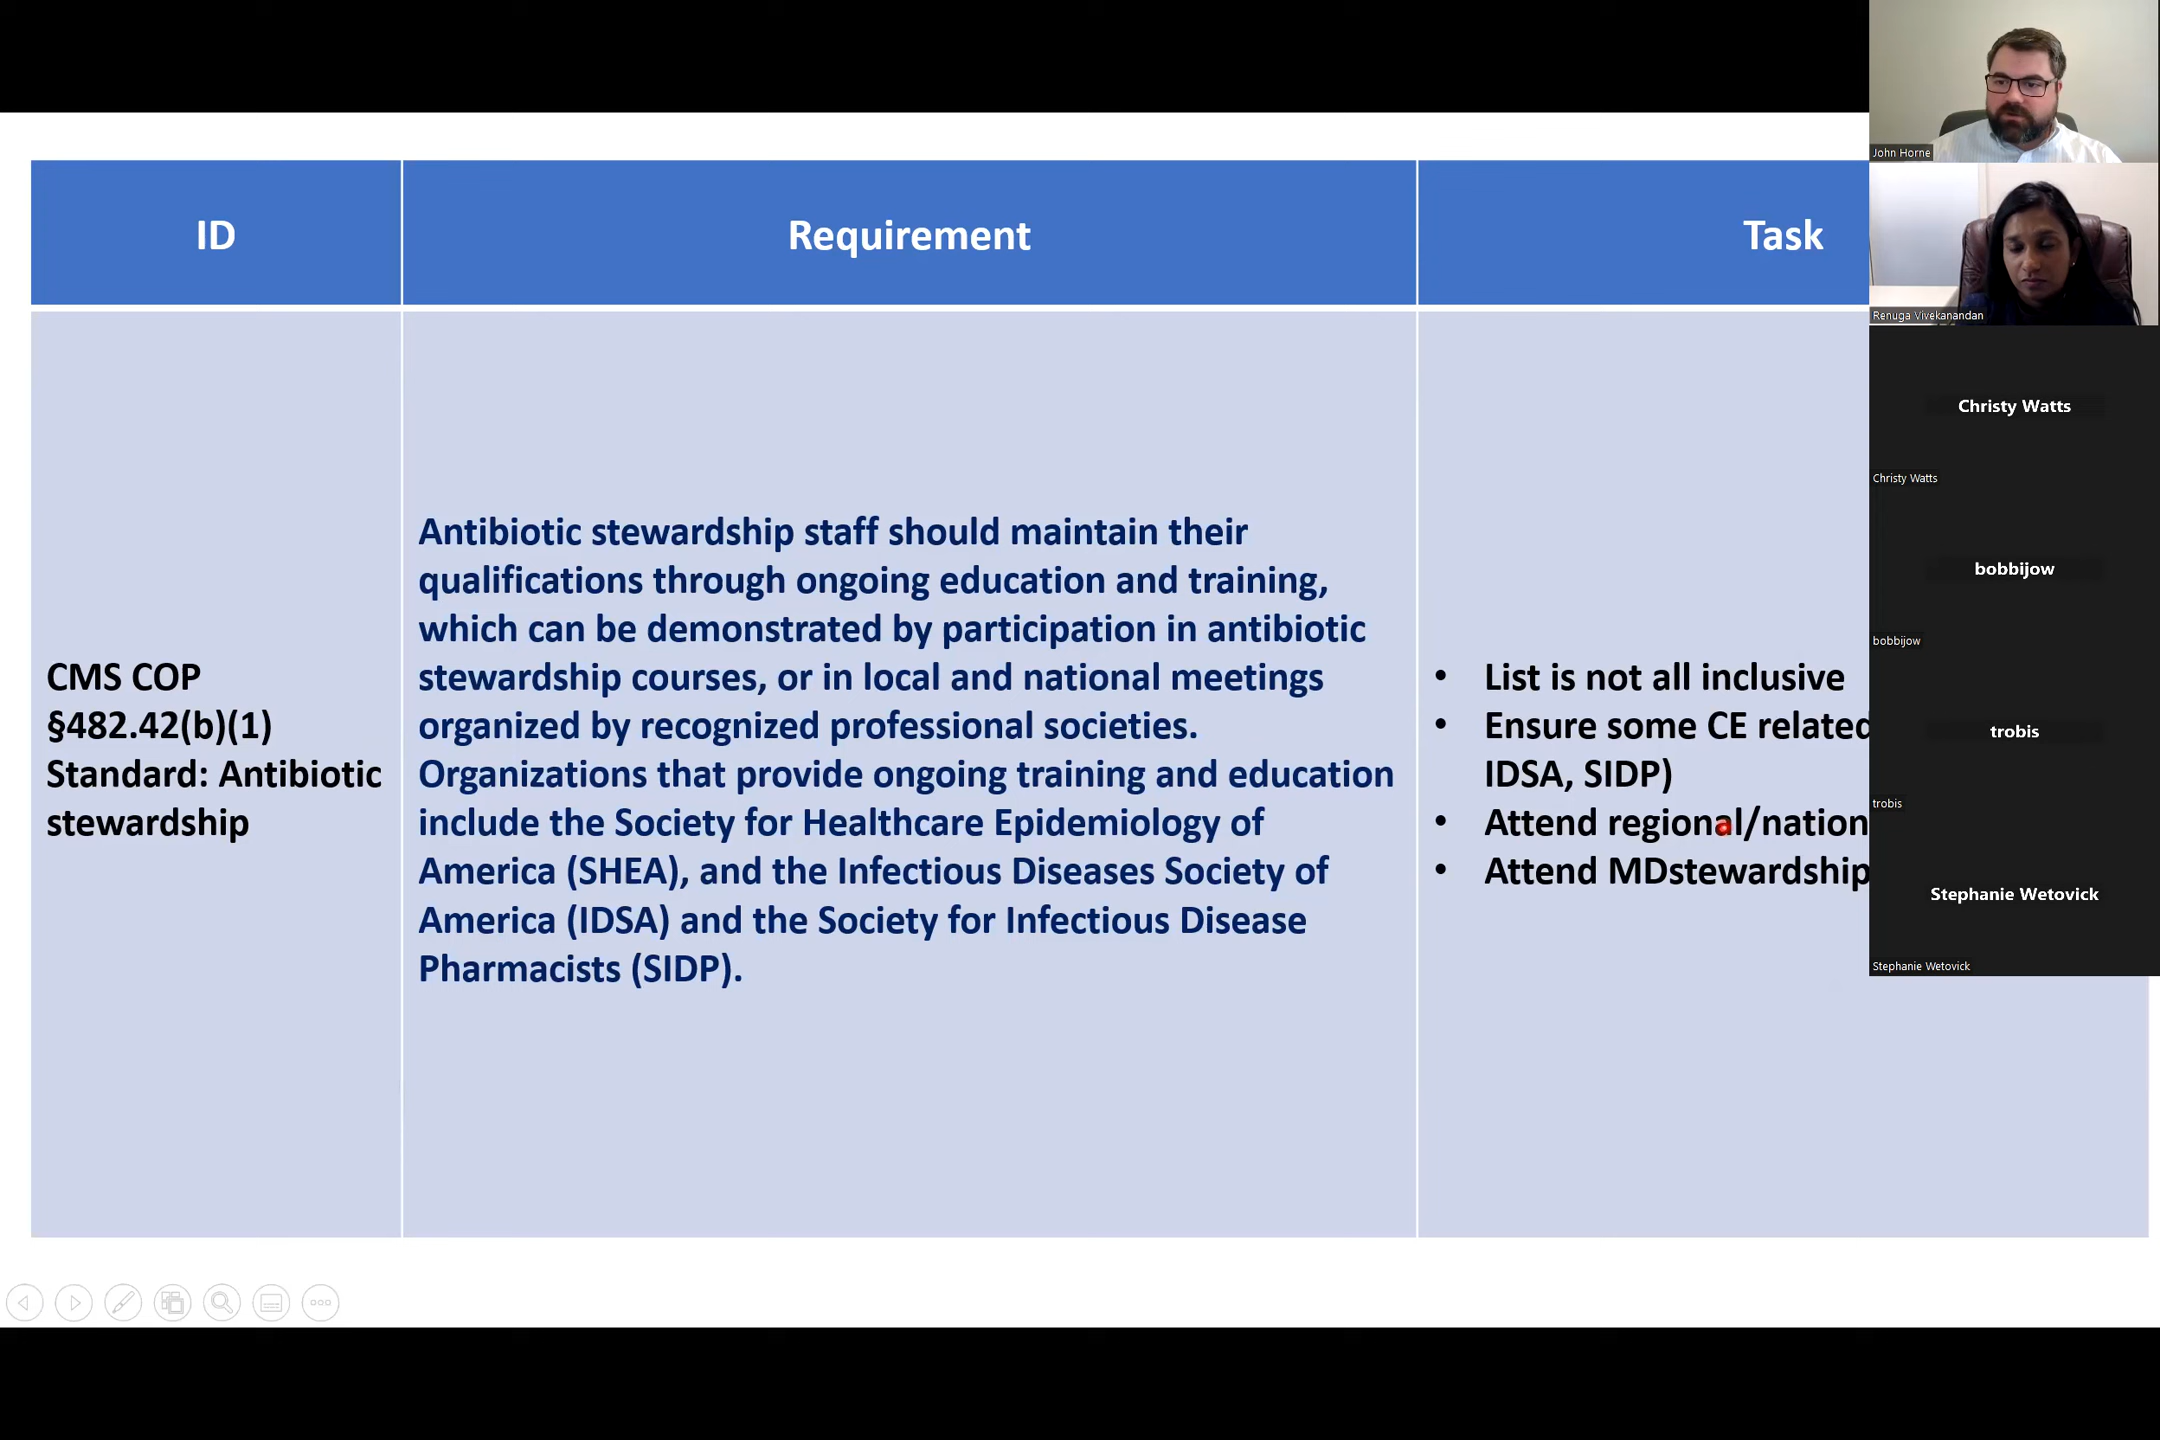 ID
Requirement
Task
CMS COP
§482.42(b)(1)
Standard: Antibiotic
stewardship
Antibiotic stewardship staff should maintain their
qualifications through ongoing education and training,
which can be demonstrated by participation in antibiotic
stewardship courses, or in local and national meetings
organized by recognized professional societies.
Organizations that provide ongoing training and education
include the Society for Healthcare Epidemiology of
America (SHEA), and the Infectious Diseases Society of
America (IDSA) and the Society for Infectious Disease
Pharmacists (SIDP).
• List is not all inclusive
• Ensure some CE related
IDSA, SIDP)
• Attend regional/nation
• Attend MDstewardship
John Horne
Renuga Vivekanandan
Christy Watts
Christy Watts
bobbijow
bobbijow
trobis
trobis
Stephanie Wetovick
Stephanie Wetovick